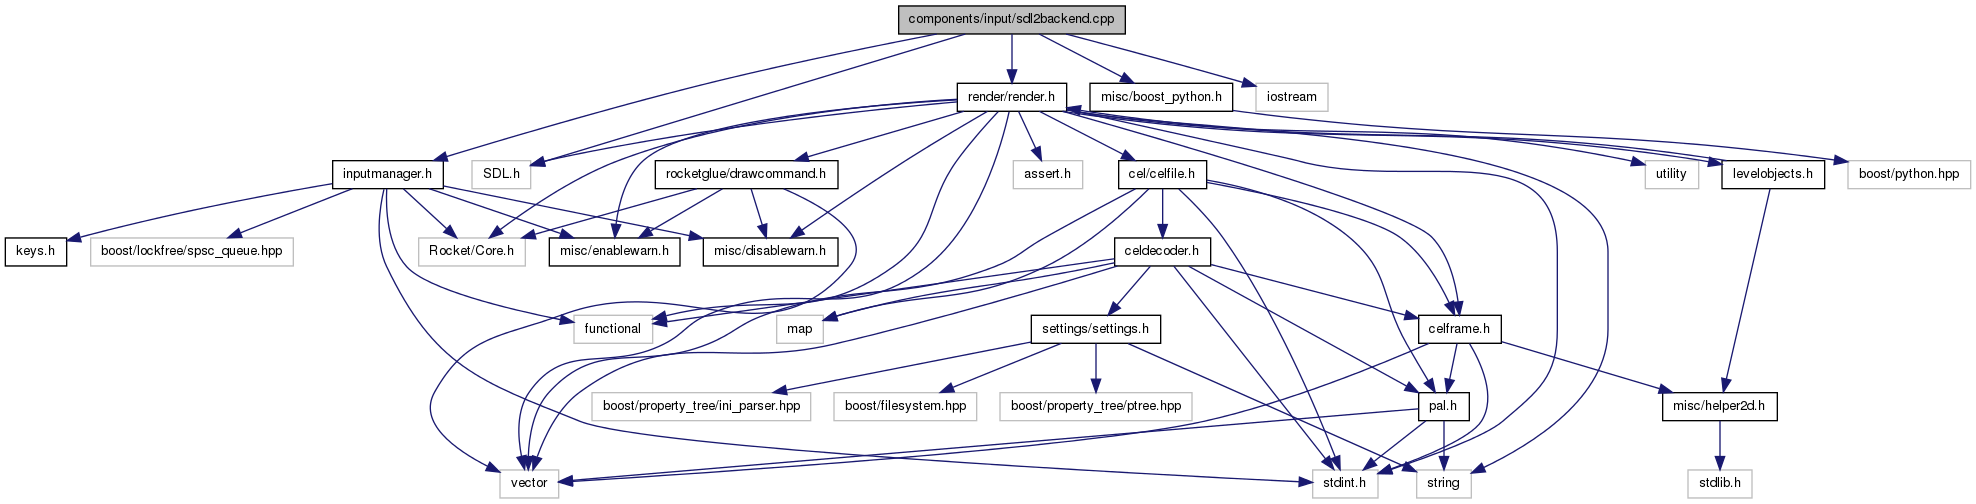 components/input/sdl2backend.cpp
render/render.h
misc/boost_python.h
iostream
inputmanager.h
SDL.h
rocketglue/drawcommand.h
assert.h
cel/celfile.h
utility
levelobjects.h
boost/python.hpp
keys.h
boost/lockfree/spsc_queue.hpp
Rocket/Core.h
misc/enablewarn.h
misc/disablewarn.h
celdecoder.h
functional
map
settings/settings.h
celframe.h
boost/property_tree/ini_parser.hpp
boost/filesystem.hpp
boost/property_tree/ptree.hpp
pal.h
misc/helper2d.h
vector
stdint.h
string
stdlib.h